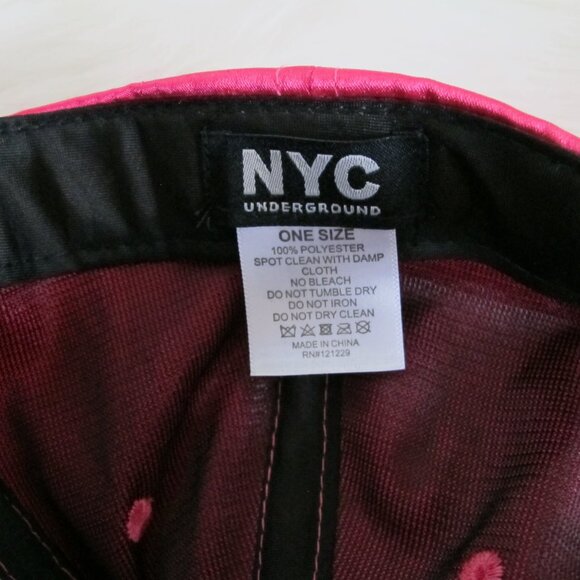 NYC
UNDERGROUND
ONE SIZE
100% POLYESTER
SPOT CLEAN WITH DAMP
CLOTH
NO BLEACH
DO NOT TUMBLE DRY
DO NOT IRON
DO NOT DRY CLEAN
MADE IN CHINA
RN#121229